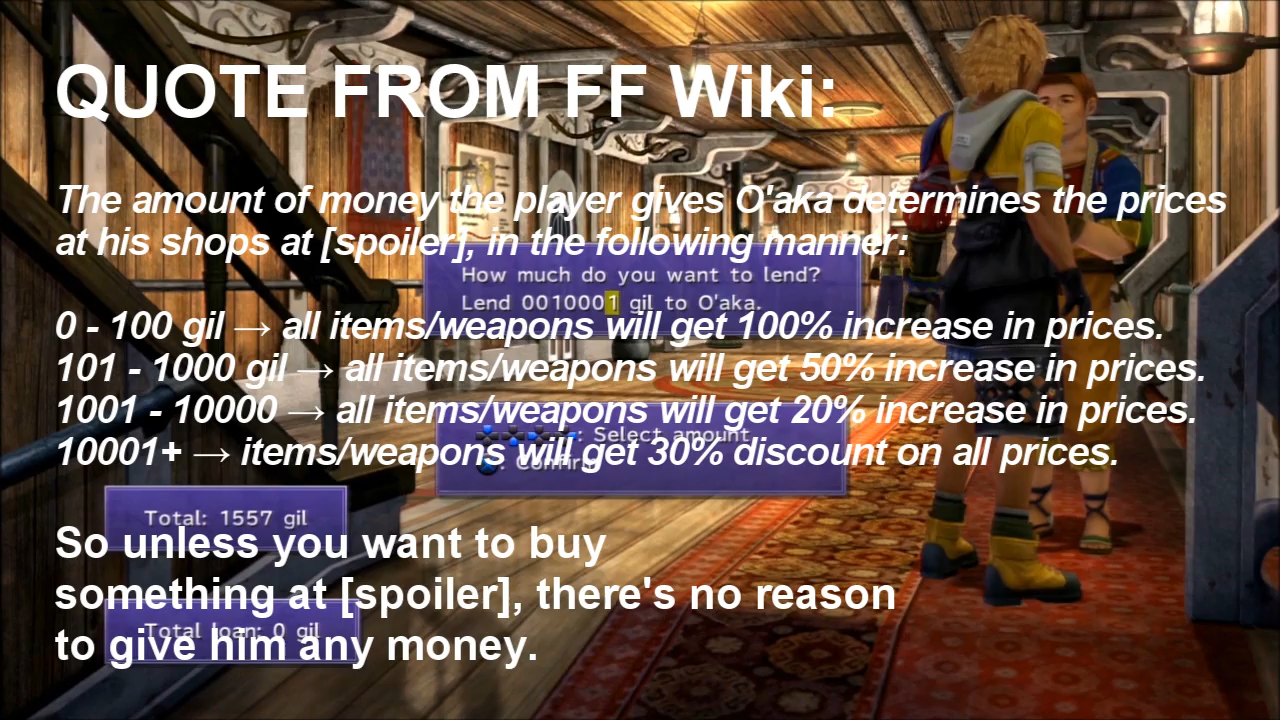 QUOTE FROM FF Wiki:
The amount of money the player gives O'aka determines the prices
at his shops at [spoiler], in the following manner:
How much do you want to lend?
Lend 0010001 gil to O'aka.
0 - 100 gil → all items/weapons will get 100% increase in prices.
101 - 1000 gil → all items/weapons will get 50% increase in prices.
1001 - 10000 → all items/weapons will get 20% increase in prices.
: Select amount
10001+ → items/weapons will get 30% discount on all prices.
: Confirm
Total: 1557 gil
So unless you want to buy
something at [spoiler], there's no reason
Total loan: 0 gil
to give him any money.